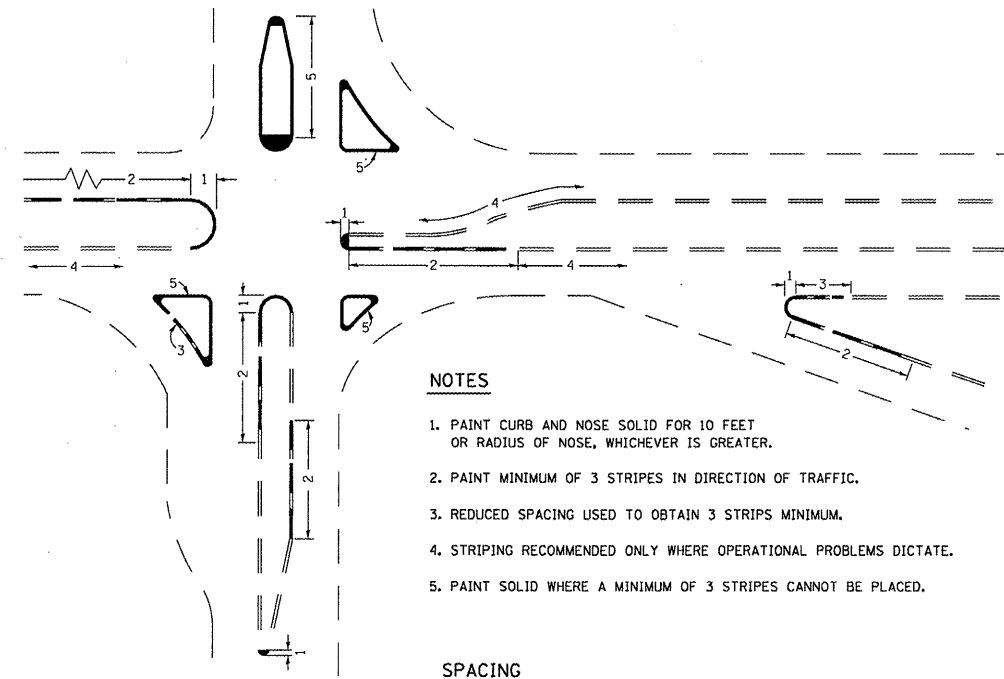 5
5
2
1
4
1
4
2
4
5
3
1
2
5
1
3
2
2
1
NOTES
1. PAINT CURB AND NOSE SOLID FOR 10 FEET
OR RADIUS OF NOSE, WHICHEVER IS GREATER.
2. PAINT MINIMUM OF 3 STRIPES IN DIRECTION OF TRAFFIC.
3. REDUCED SPACING USED TO OBTAIN 3 STRIPS MINIMUM.
4. STRIPING RECOMMENDED ONLY WHERE OPERATIONAL PROBLEMS DICTATE.
5. PAINT SOLID WHERE A MINIMUM OF 3 STRIPES CANNOT BE PLACED.
SPACING